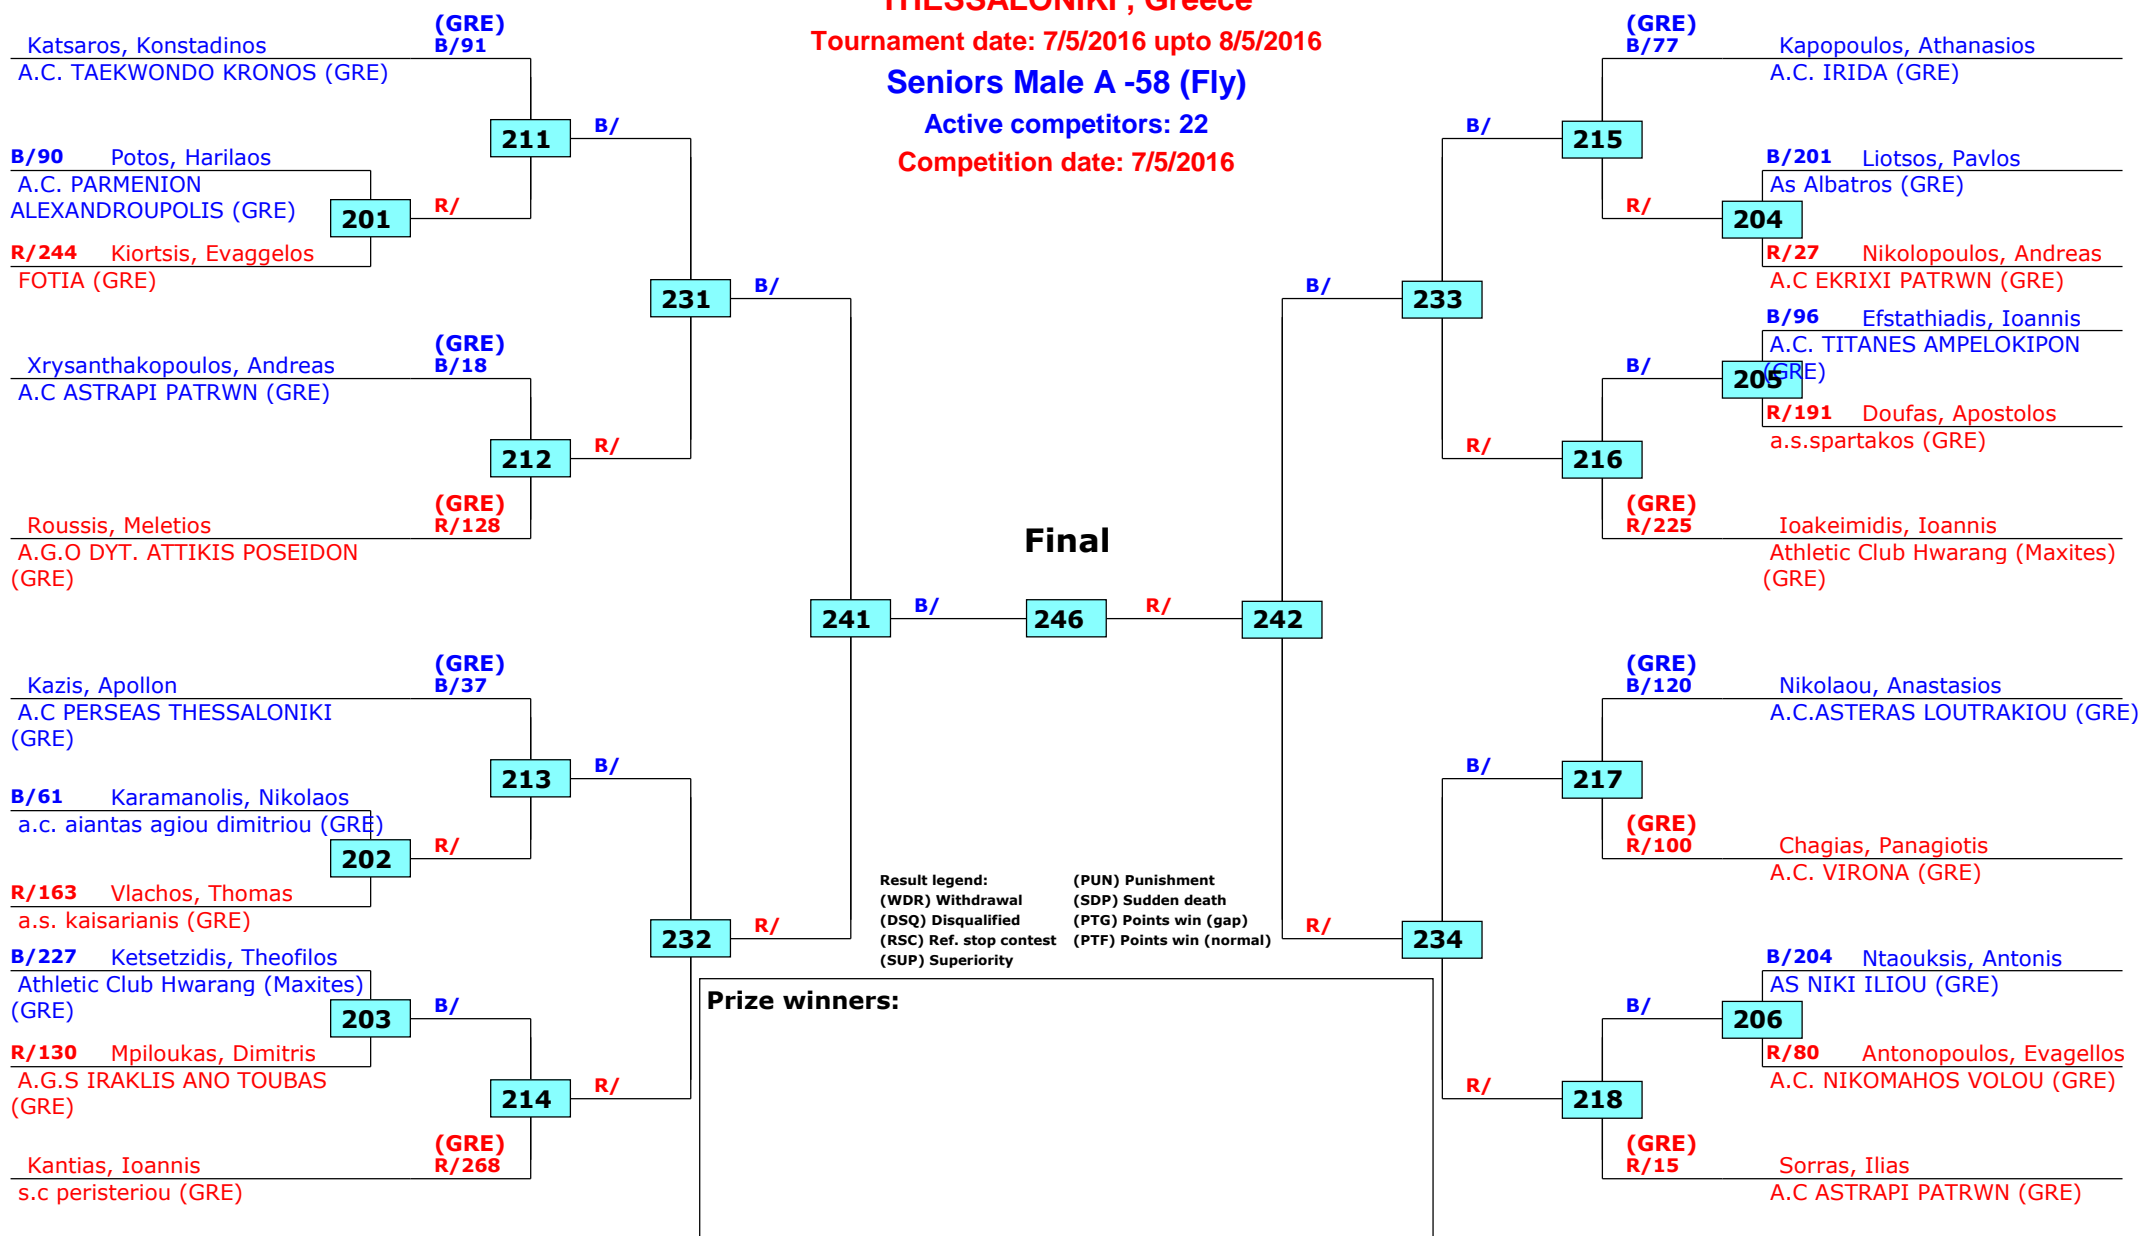 THESSALONIKI , Greece
Tournament date: 7/5/2016 upto 8/5/2016
Seniors Male A -58 (Fly)
Active competitors: 22
Competition date: 7/5/2016
(GRE)
Katsaros, Konstadinos B/91
A.C. TAEKWONDO KRONOS (GRE)
211 B/
B/90 Potos, Harilaos
A.C. PARMENION
ALEXANDROUPOLIS (GRE)
201 R/
R/244 Kiortsis, Evaggelos
FOTIA (GRE)
231 B/
(GRE)
Xrysanthakopoulos, Andreas B/18
A.C ASTRAPI PATRWN (GRE)
212 R/
(GRE)
Roussis, Meletios R/128
A.G.O DYT. ATTIKIS POSEIDON
(GRE)
(GRE)
Kazis, Apollon B/37
A.C PERSEAS THESSALONIKI
(GRE)
213 B/
B/61 Karamanolis, Nikolaos
a.c. aiantas agiou dimitriou (GRE)
202 R/
R/163 Vlachos, Thomas
a.s. kaisarianis (GRE)
232 R/
B/227 Ketsetzidis, Theofilos
Athletic Club Hwarang (Maxites)
(GRE)
203 B/
R/130 Mpiloukas, Dimitris
A.G.S IRAKLIS ANO TOUBAS
(GRE)
214 R/
(GRE)
Kantias, Ioannis R/268
s.c peristeriou (GRE)
Final
241 B/ 246 R/ 242
(GRE)
B/77 Kapopoulos, Athanasios
A.C. IRIDA (GRE)
B/ 215
B/201 Liotsos, Pavlos
As Albatros (GRE)
R/ 204
R/27 Nikolopoulos, Andreas
A.C EKRIXI PATRWN (GRE)
B/ 233
B/96 Efstathiadis, Ioannis
A.C. TITANES AMPELOKIPON
(GRE)
B/ 205
R/191 Doufas, Apostolos
a.s.spartakos (GRE)
R/ 216
(GRE)
R/225 Ioakeimidis, Ioannis
Athletic Club Hwarang (Maxites)
(GRE)
(GRE)
B/120 Nikolaou, Anastasios
A.C.ASTERAS LOUTRAKIOU (GRE)
B/ 217
(GRE)
R/100 Chagias, Panagiotis
A.C. VIRONA (GRE)
R/ 234
B/204 Ntaouksis, Antonis
AS NIKI ILIOU (GRE)
B/ 206
R/80 Antonopoulos, Evagellos
A.C. NIKOMAHOS VOLOU (GRE)
R/ 218
(GRE)
R/15 Sorras, Ilias
A.C ASTRAPI PATRWN (GRE)
Result legend: (PUN) Punishment
(WDR) Withdrawal (SDP) Sudden death
(DSQ) Disqualified (PTG) Points win (gap)
(RSC) Ref. stop contest (PTF) Points win (normal)
(SUP) Superiority
Prize winners: